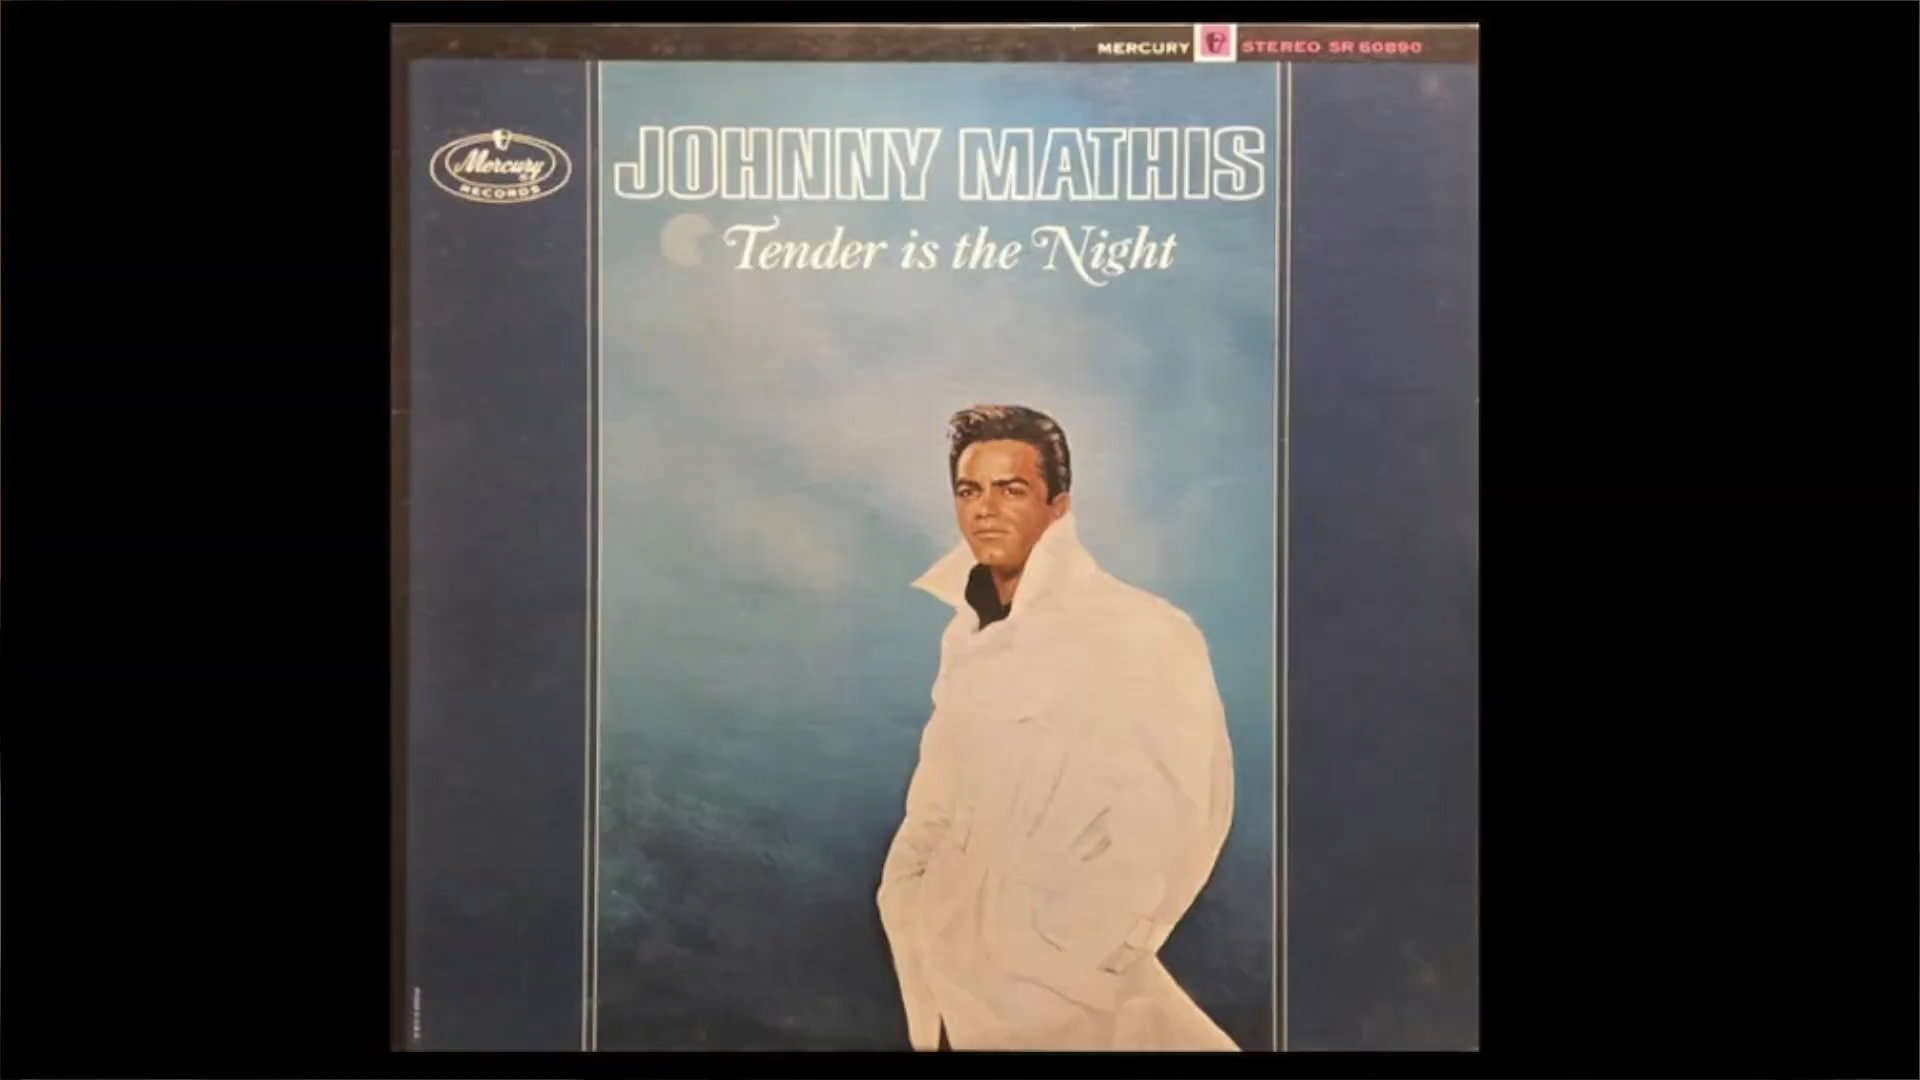 MERCURY STEREO SR 60890
Mercury
RECORDS
JOHNNY MATHIS
Tender is the Night